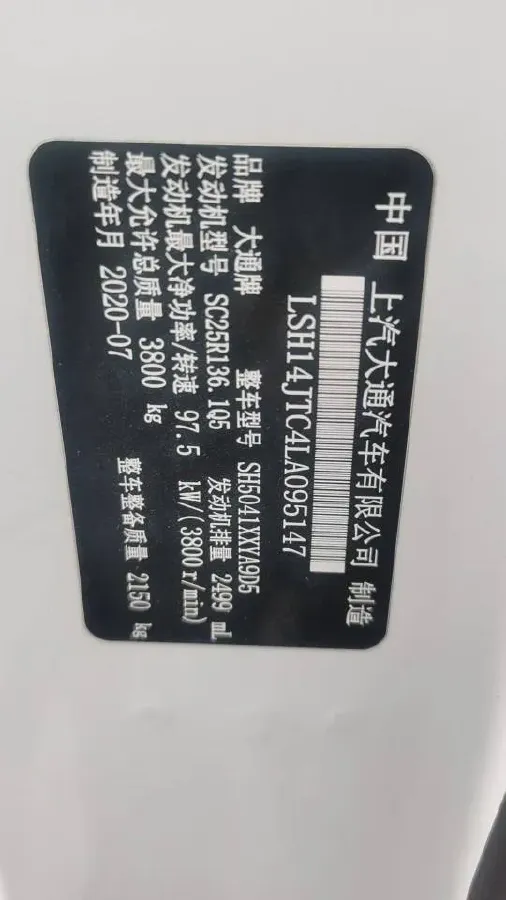 中国 上汽大通汽车有限公司 制造
LSH14JTC4LA095147
品牌 大通牌 整车型号 SH5041XXYA9D5
发动机型号 SC25R136.1Q5 发动机排量 2499 mL
发动机最大净功率/转速 97.5 kW/(3800r/min)
最大允许总质量 3800 kg
制造年月 2020-07 整车整备质量 2150 kg